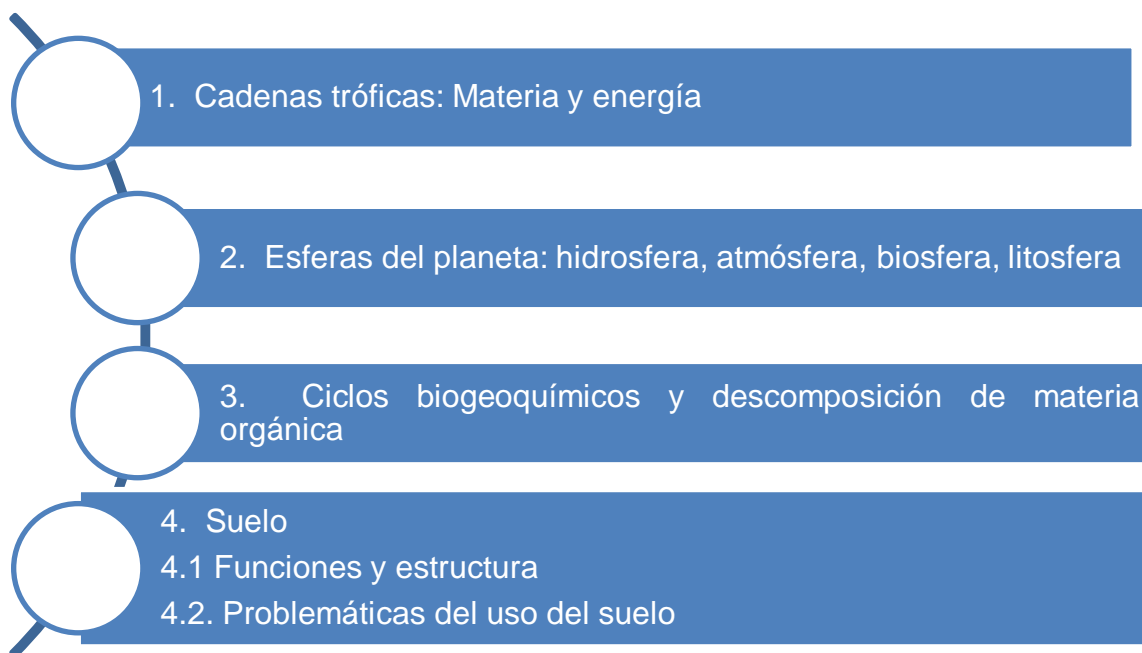 1. Cadenas tróficas: Materia y energía
2. Esferas del planeta: hidrosfera, atmósfera, biosfera, litosfera
3. Ciclos biogeoquímicos y descomposición de materia
orgánica
4. Suelo
4.1 Funciones y estructura
4.2. Problemáticas del uso del suelo